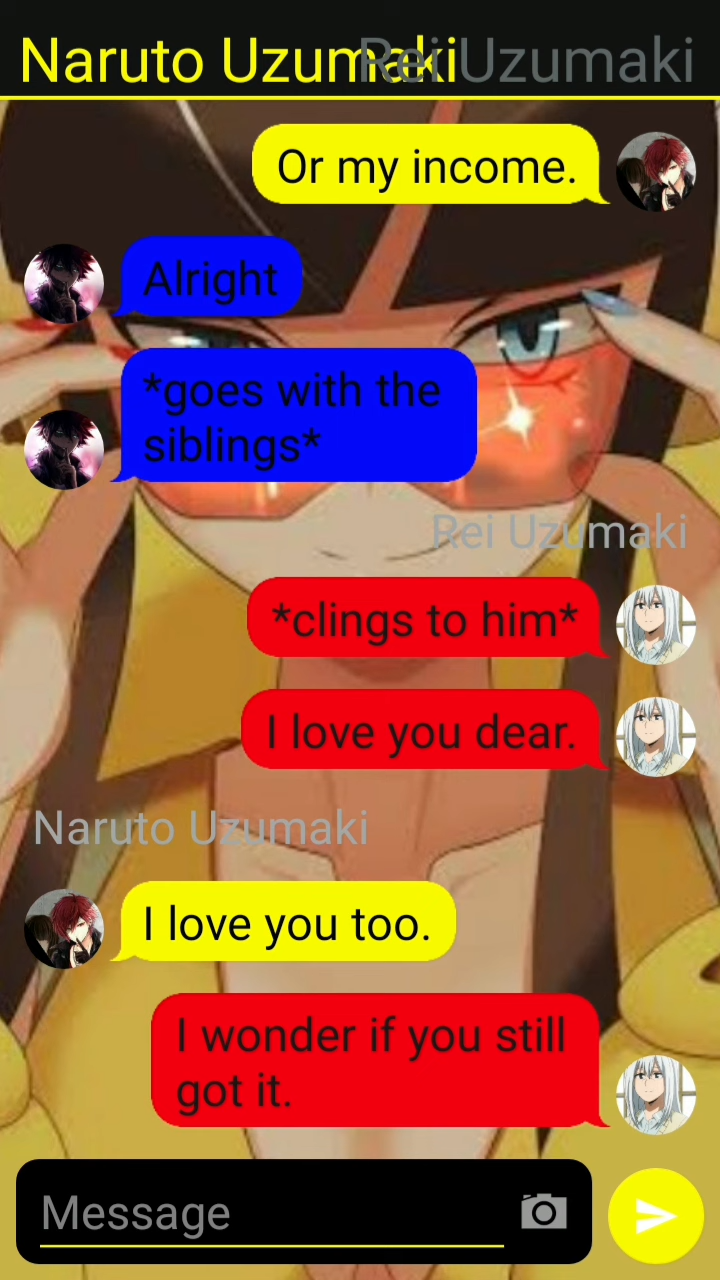 Naruto Uzumaki Rei Uzumaki
Or my income.
Alright
*goes with the
siblings*
Rei Uzumaki
*clings to him*
I love you dear.
Naruto Uzumaki
I love you too.
I wonder if you still
got it.
Message